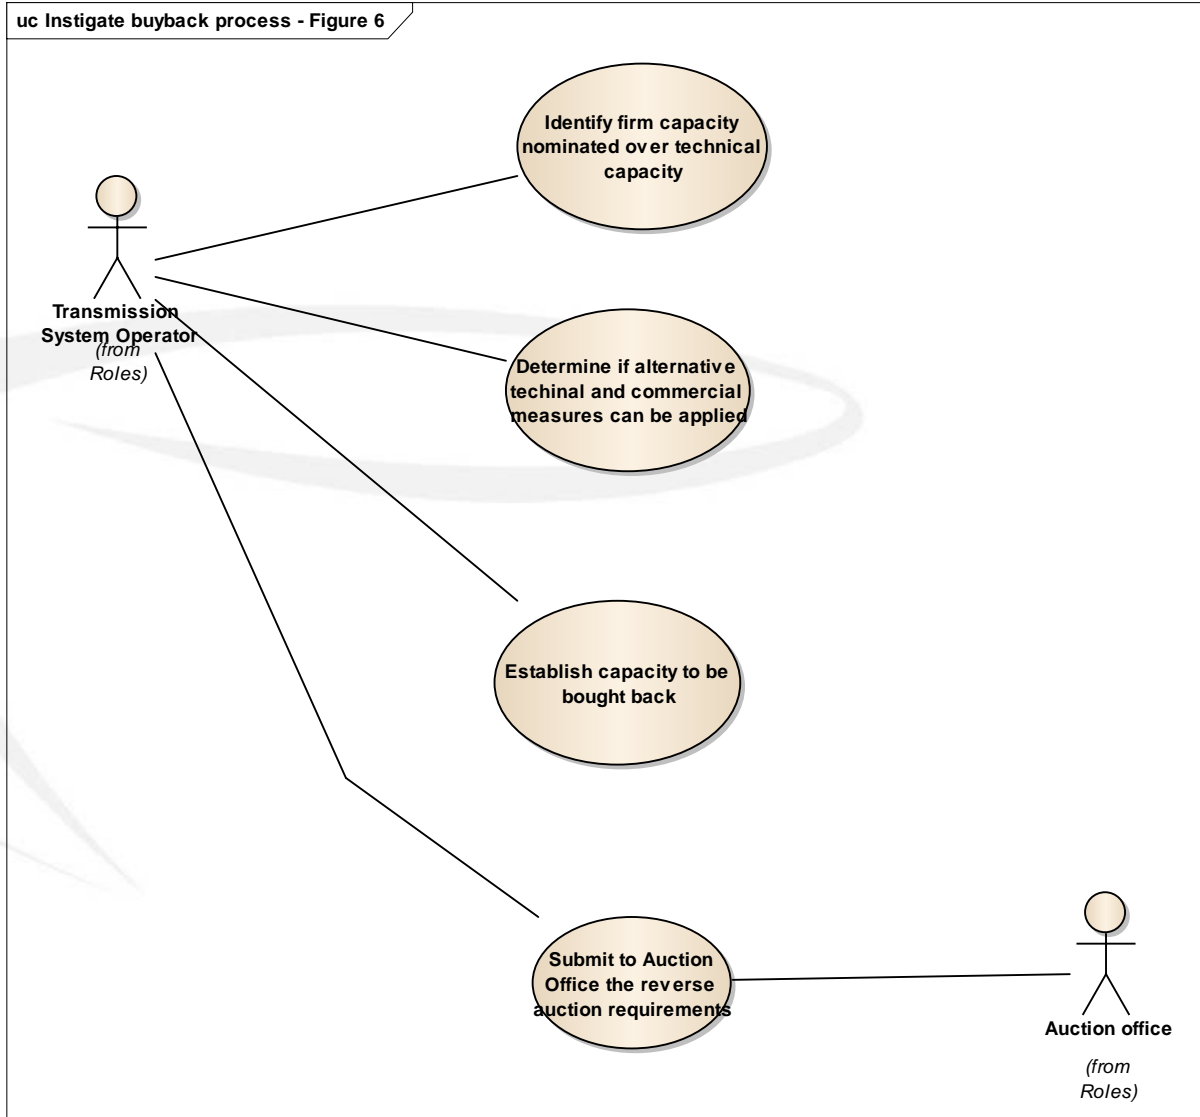 uc Instigate buyback process - Figure 6
Identify firm capacity
nominated over technical
capacity
Transmission
System Operator
(from
Roles)
Determine if alternative
techinal and commercial
measures can be applied
Establish capacity to be
bought back
Submit to Auction
Office the reverse
auction requirements
Auction office
(from
Roles)